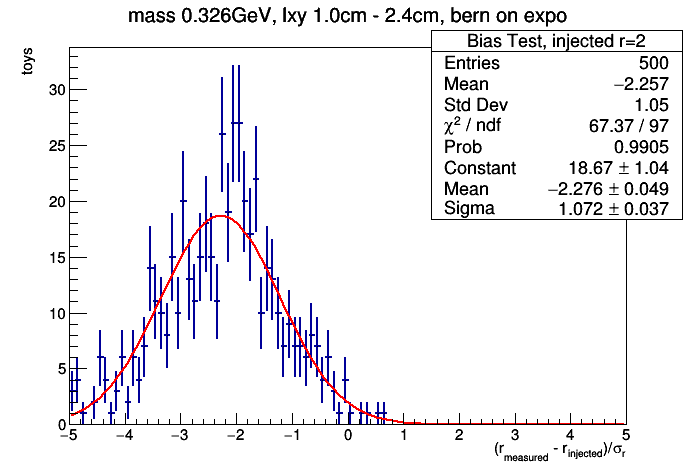 mass 0.326GeV, lxy 1.0cm - 2.4cm, bern on expo
toys
Bias Test, injected r=2
Entries 500
Mean −2.257
Std Dev 1.05
χ² / ndf 67.37 / 97
Prob 0.9905
Constant 18.67 ± 1.04
Mean −2.276 ± 0.049
Sigma 1.072 ± 0.037
30
25
20
15
10
5
0
−5 −4 −3 −2 −1 0 1 2 3 4 5
(r_measured - r_injected)/σ_r